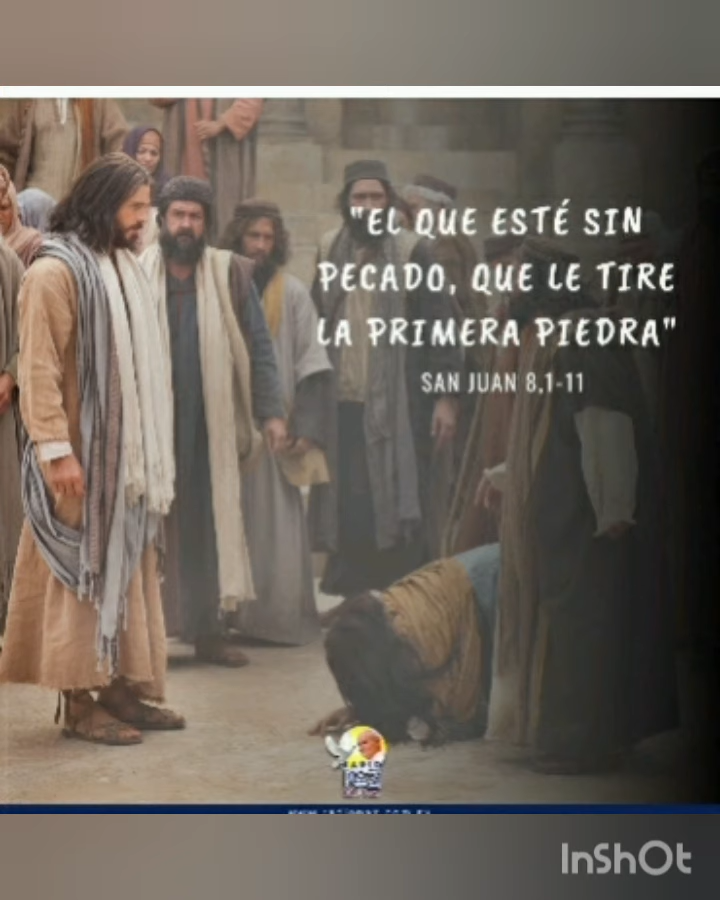 "EL QUE ESTÉ SIN
PECADO, QUE LE TIRE
LA PRIMERA PIEDRA"
SAN JUAN 8,1-11
InShOt